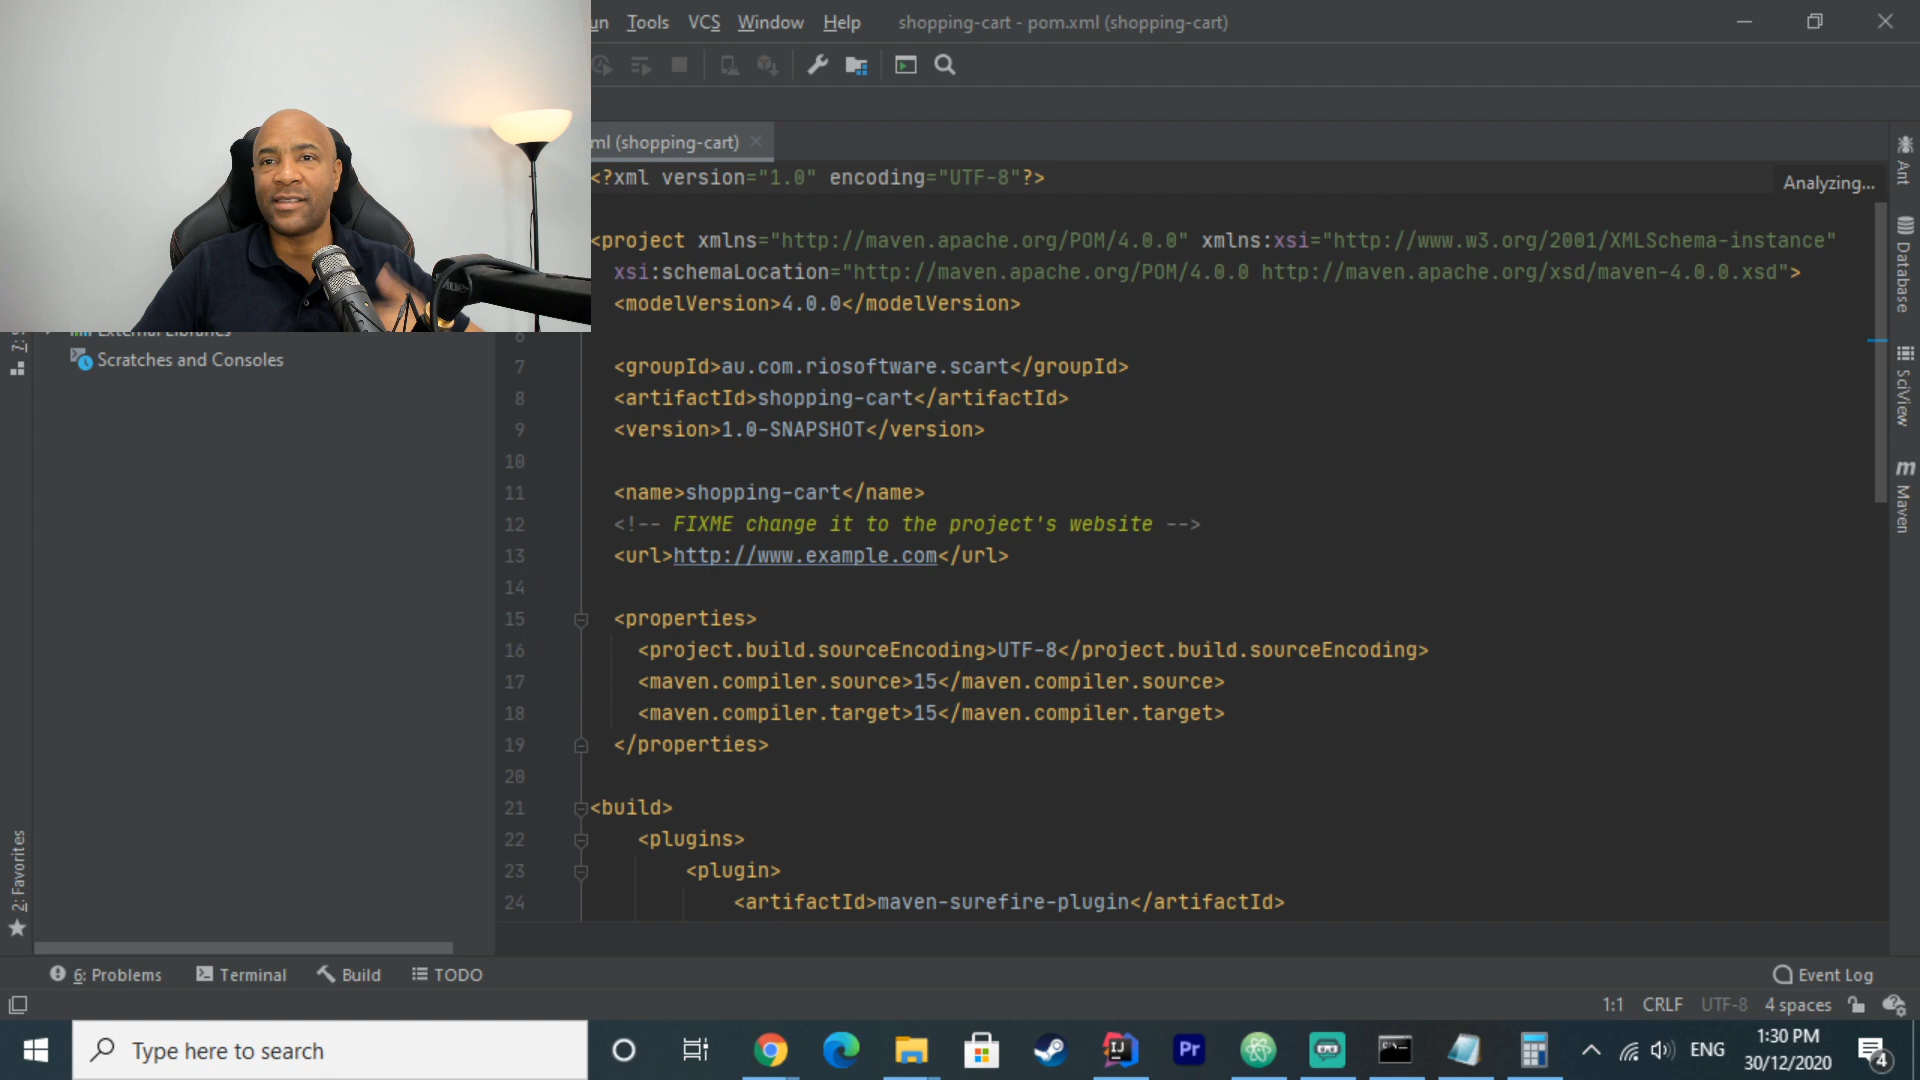 Tools VCS Window Help shopping-cart - pom.xml (shopping-cart)
ml (shopping-cart)
<?xml version="1.0" encoding="UTF-8"?>
Analyzing...
<project xmlns="http://maven.apache.org/POM/4.0.0" xmlns:xsi="http://www.w3.org/2001/XMLSchema-instance"
xsi:schemaLocation="http://maven.apache.org/POM/4.0.0 http://maven.apache.org/xsd/maven-4.0.0.xsd">
<modelVersion>4.0.0</modelVersion>
External Libraries
Scratches and Consoles
6
7 <groupId>au.com.riosoftware.scart</groupId>
8 <artifactId>shopping-cart</artifactId>
9 <version>1.0-SNAPSHOT</version>
10
11 <name>shopping-cart</name>
12 <!-- FIXME change it to the project's website -->
13 <url>http://www.example.com</url>
14
15 <properties>
16 <project.build.sourceEncoding>UTF-8</project.build.sourceEncoding>
17 <maven.compiler.source>15</maven.compiler.source>
18 <maven.compiler.target>15</maven.compiler.target>
19 </properties>
20
21 <build>
22 <plugins>
23 <plugin>
24 <artifactId>maven-surefire-plugin</artifactId>
Ant
Database
SciView
m Maven
2: Favorites
6: Problems Terminal Build TODO Event Log
1:1 CRLF UTF-8 4 spaces
Type here to search
IJ
Pr
ENG
1:30 PM
30/12/2020
4